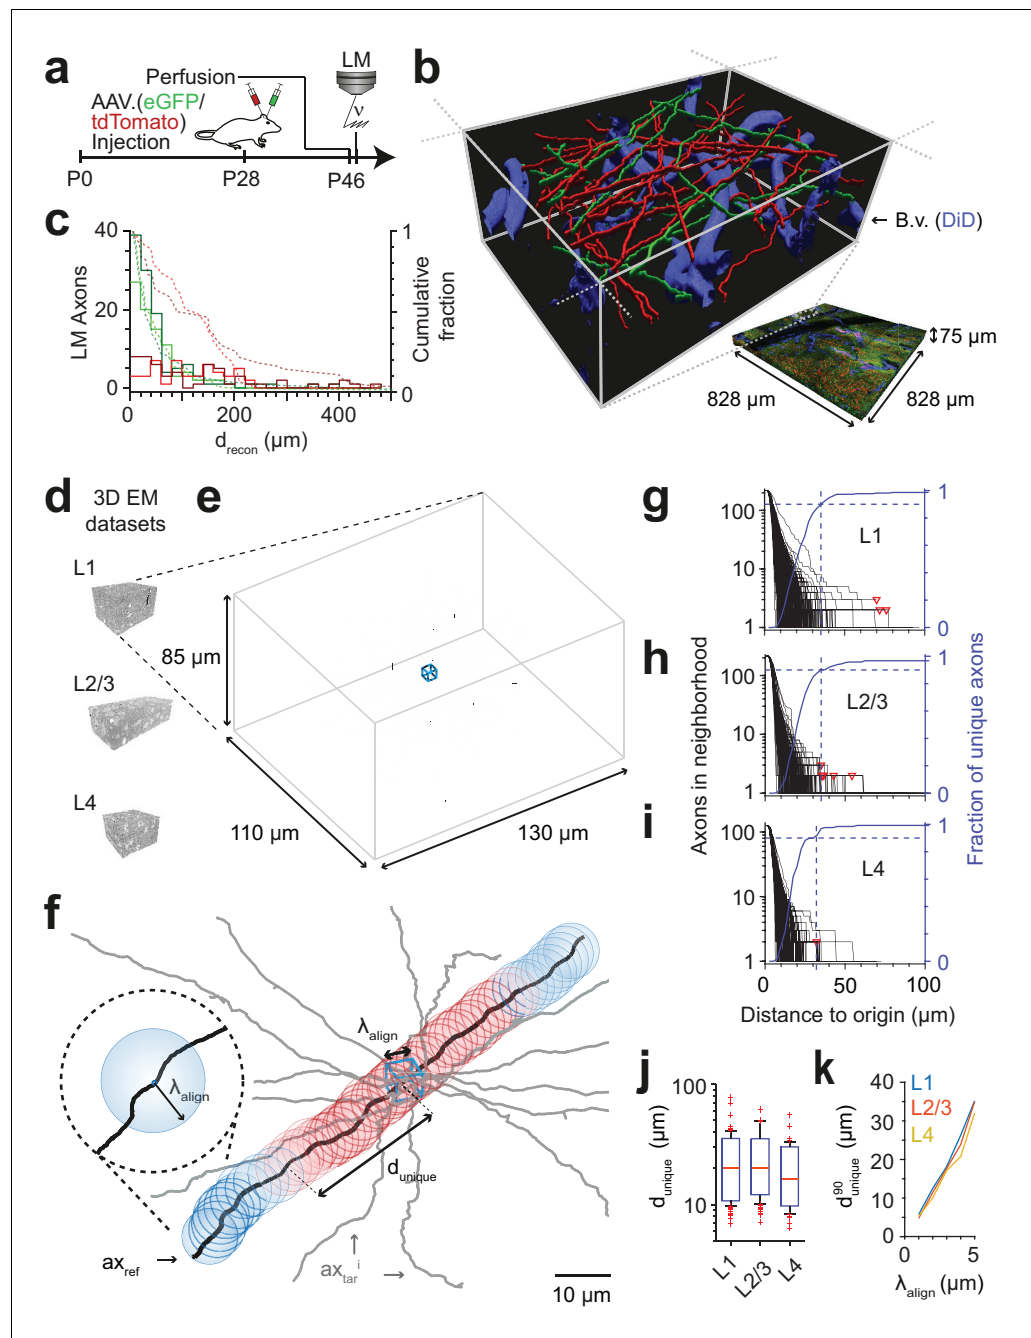 a
LM
Perfusion
ν
AAV.(eGFP/
tdTomato)
Injection
P0
P28
P46
b
B.v. (DiD)
75 µm
828 µm
828 µm
c
40
20
0
LM Axons
1
0
Cumulative
fraction
0
200
400
d_recon (µm)
d
3D EM
datasets
L1
L2/3
L4
e
85 µm
110 µm
130 µm
f
λ_align
λ_align
d_unique
ax_ref
ax_tar^i
10 µm
g
100
10
1
L1
1
0
h
100
10
1
L2/3
1
0
i
100
10
1
L4
1
0
Axons in neighborhood
Fraction of unique axons
0
50
100
Distance to origin (µm)
j
100
10
d_unique (µm)
L1
L2/3
L4
k
L1
L2/3
L4
40
35
30
20
10
0
d^90_unique (µm)
0
5
λ_align (µm)